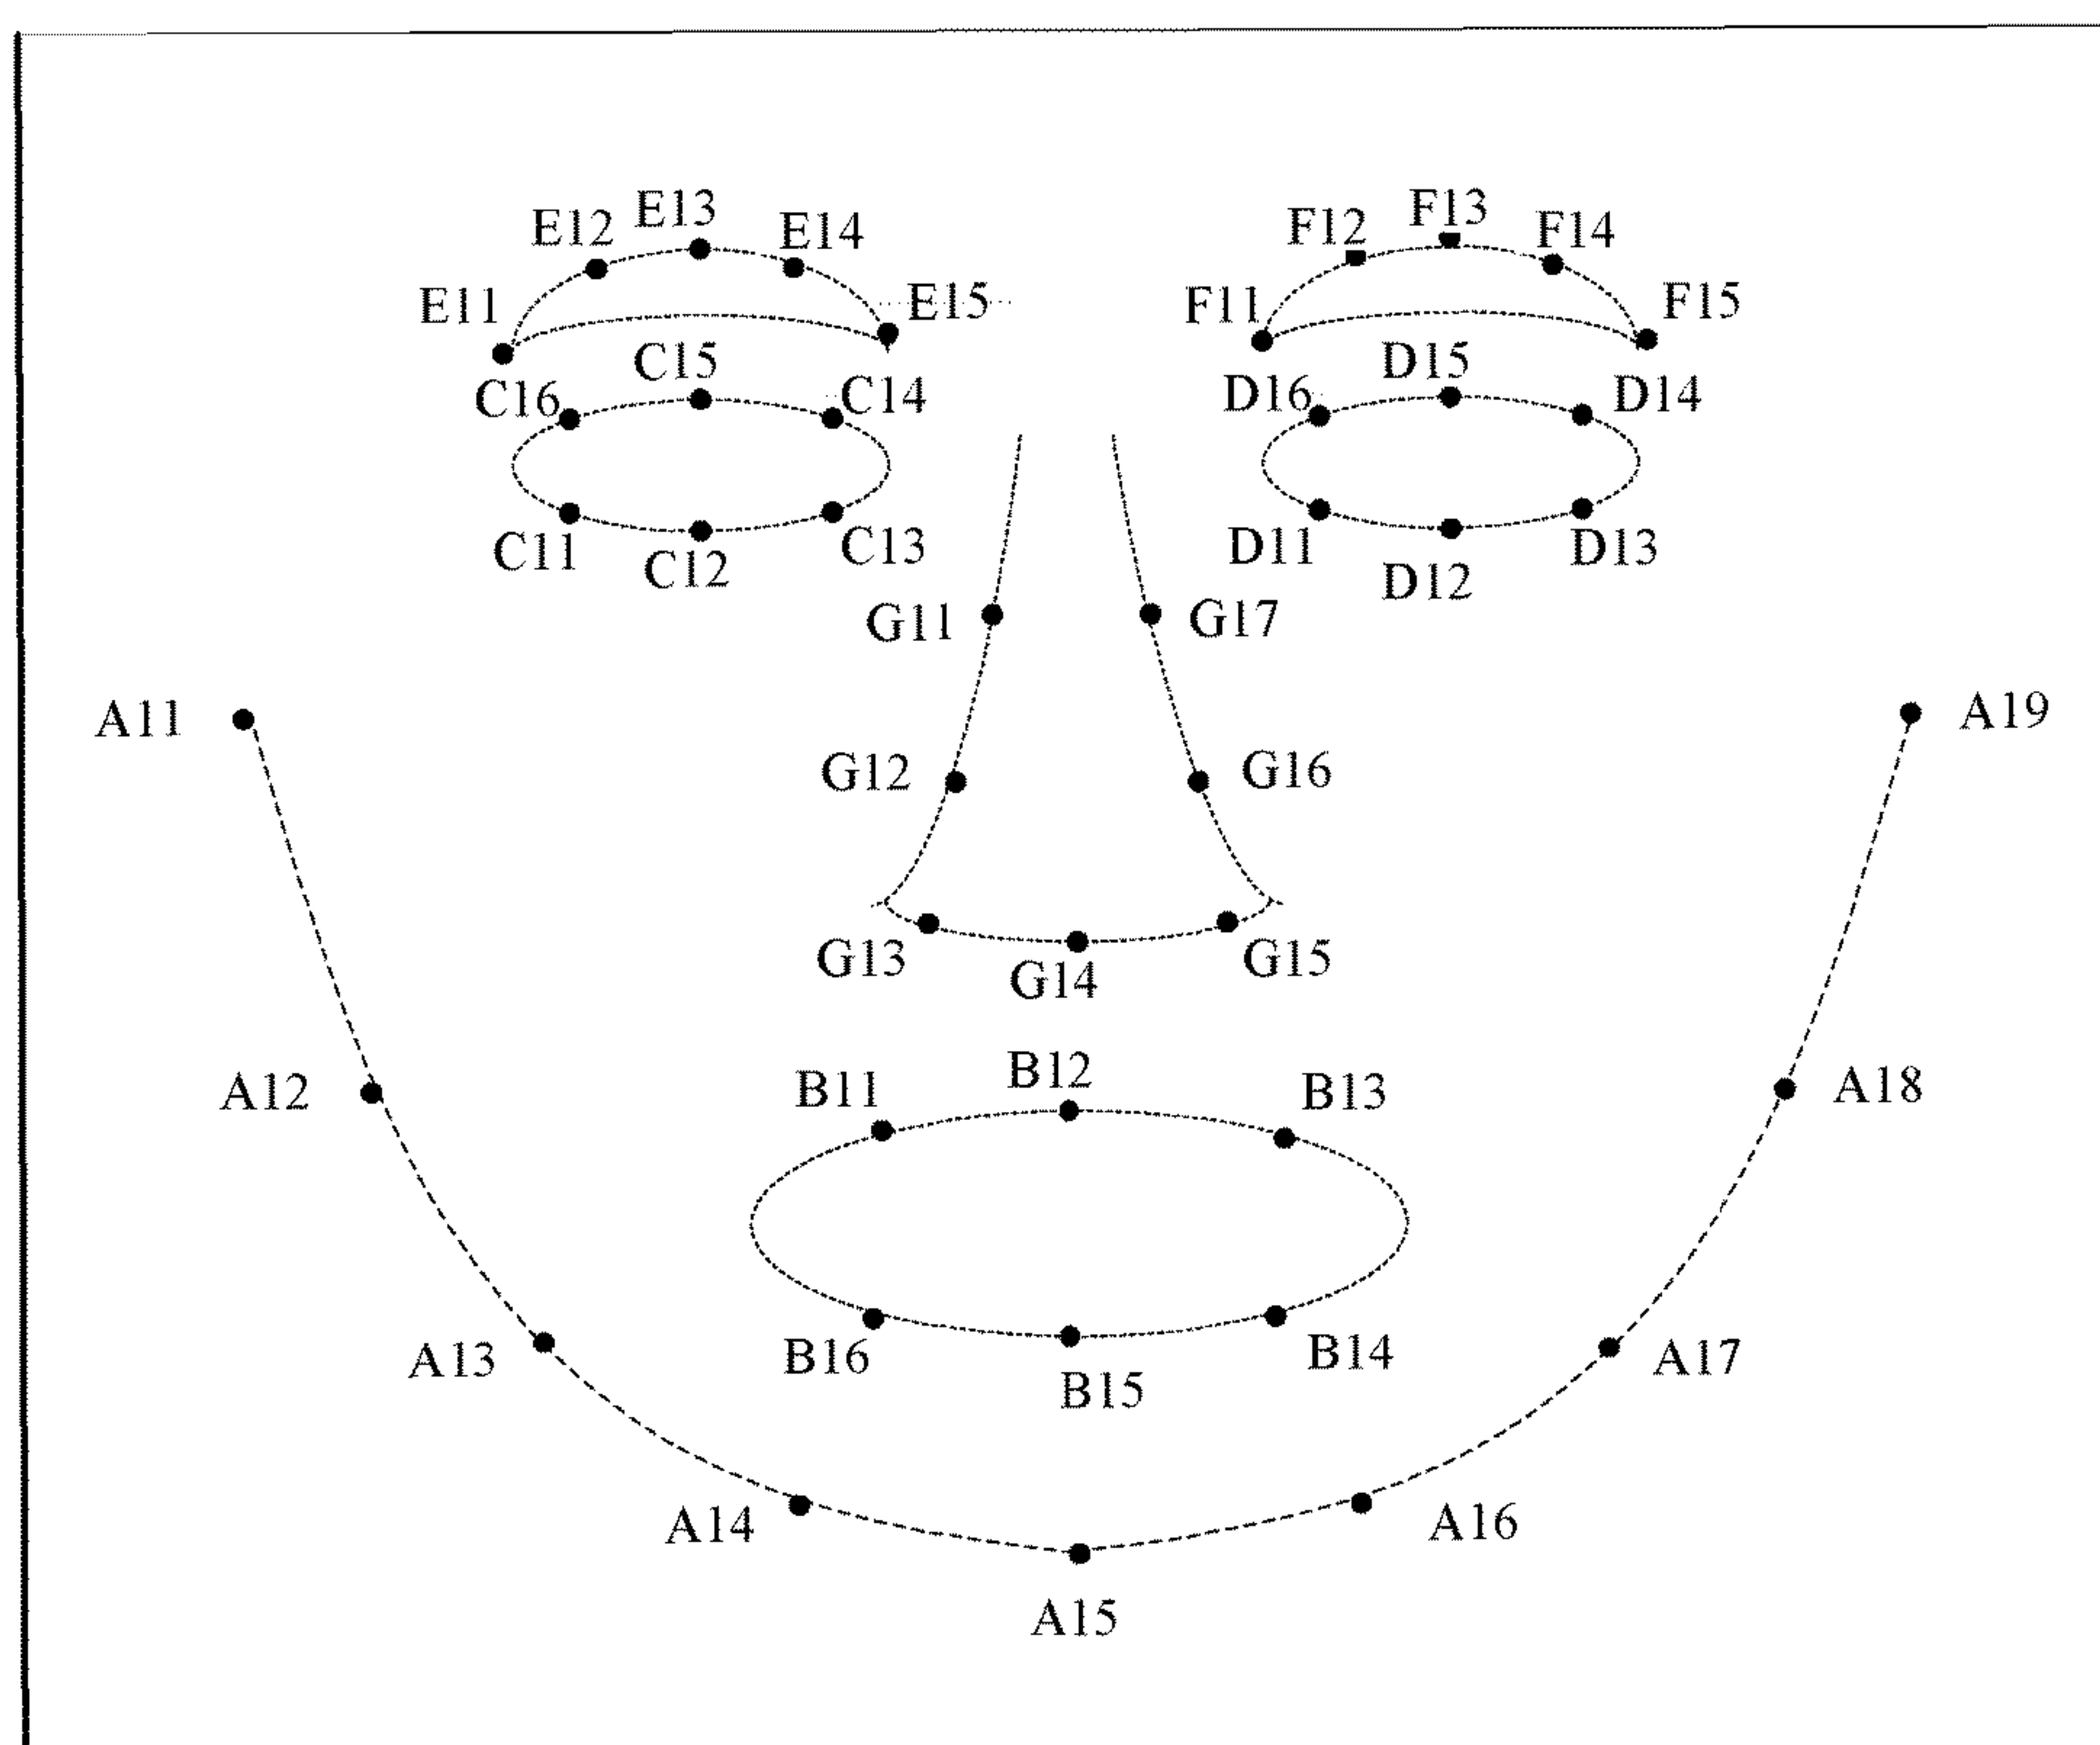 E12 E13 E14 F12 F13 F14
E11 E15 F11 F15
C16 C15 C14 D16 D15 D14
C11 C12 C13 D11 D12 D13
G11 G17
A11 A19
G12 G16
G13 G14 G15
A12 B11 B12 B13 A18
A13 B16 B15 B14 A17
A14 A16
A15